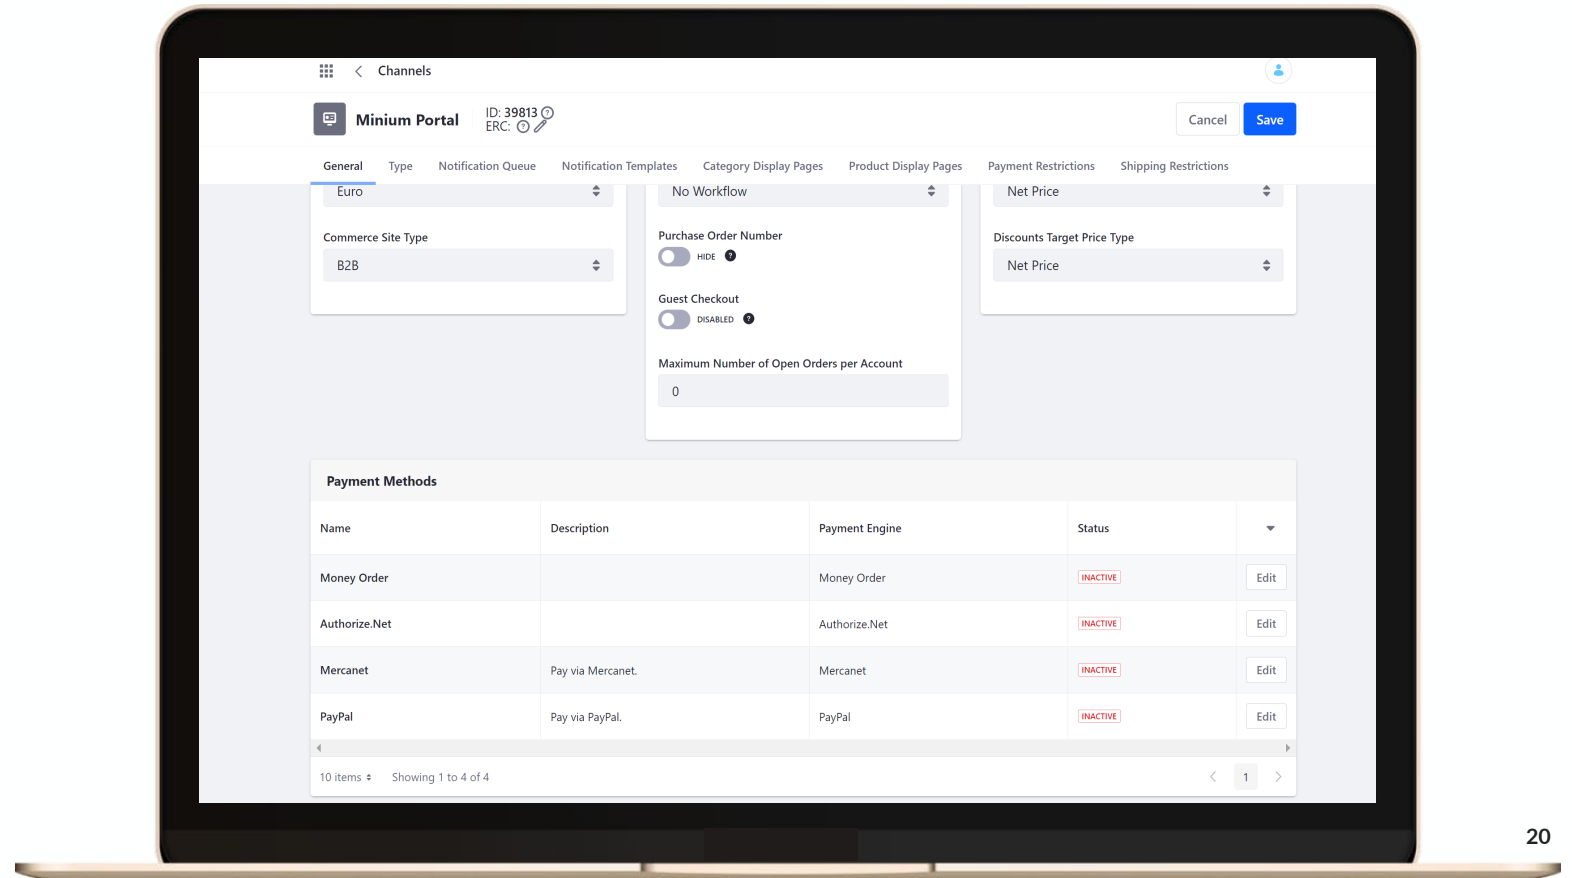 Channels
Minium Portal
ID: 39813
ERC:
Cancel
Save
General
Type
Notification Queue
Notification Templates
Category Display Pages
Product Display Pages
Payment Restrictions
Shipping Restrictions
Euro
Commerce Site Type
B2B
No Workflow
Purchase Order Number
HIDE
Guest Checkout
DISABLED
Maximum Number of Open Orders per Account
0
Net Price
Discounts Target Price Type
Net Price
Payment Methods
Name Description Payment Engine Status
Money Order Money Order INACTIVE Edit
Authorize.Net Authorize.Net INACTIVE Edit
Mercanet Pay via Mercanet. Mercanet INACTIVE Edit
PayPal Pay via PayPal. PayPal INACTIVE Edit
10 items Showing 1 to 4 of 4 1
20